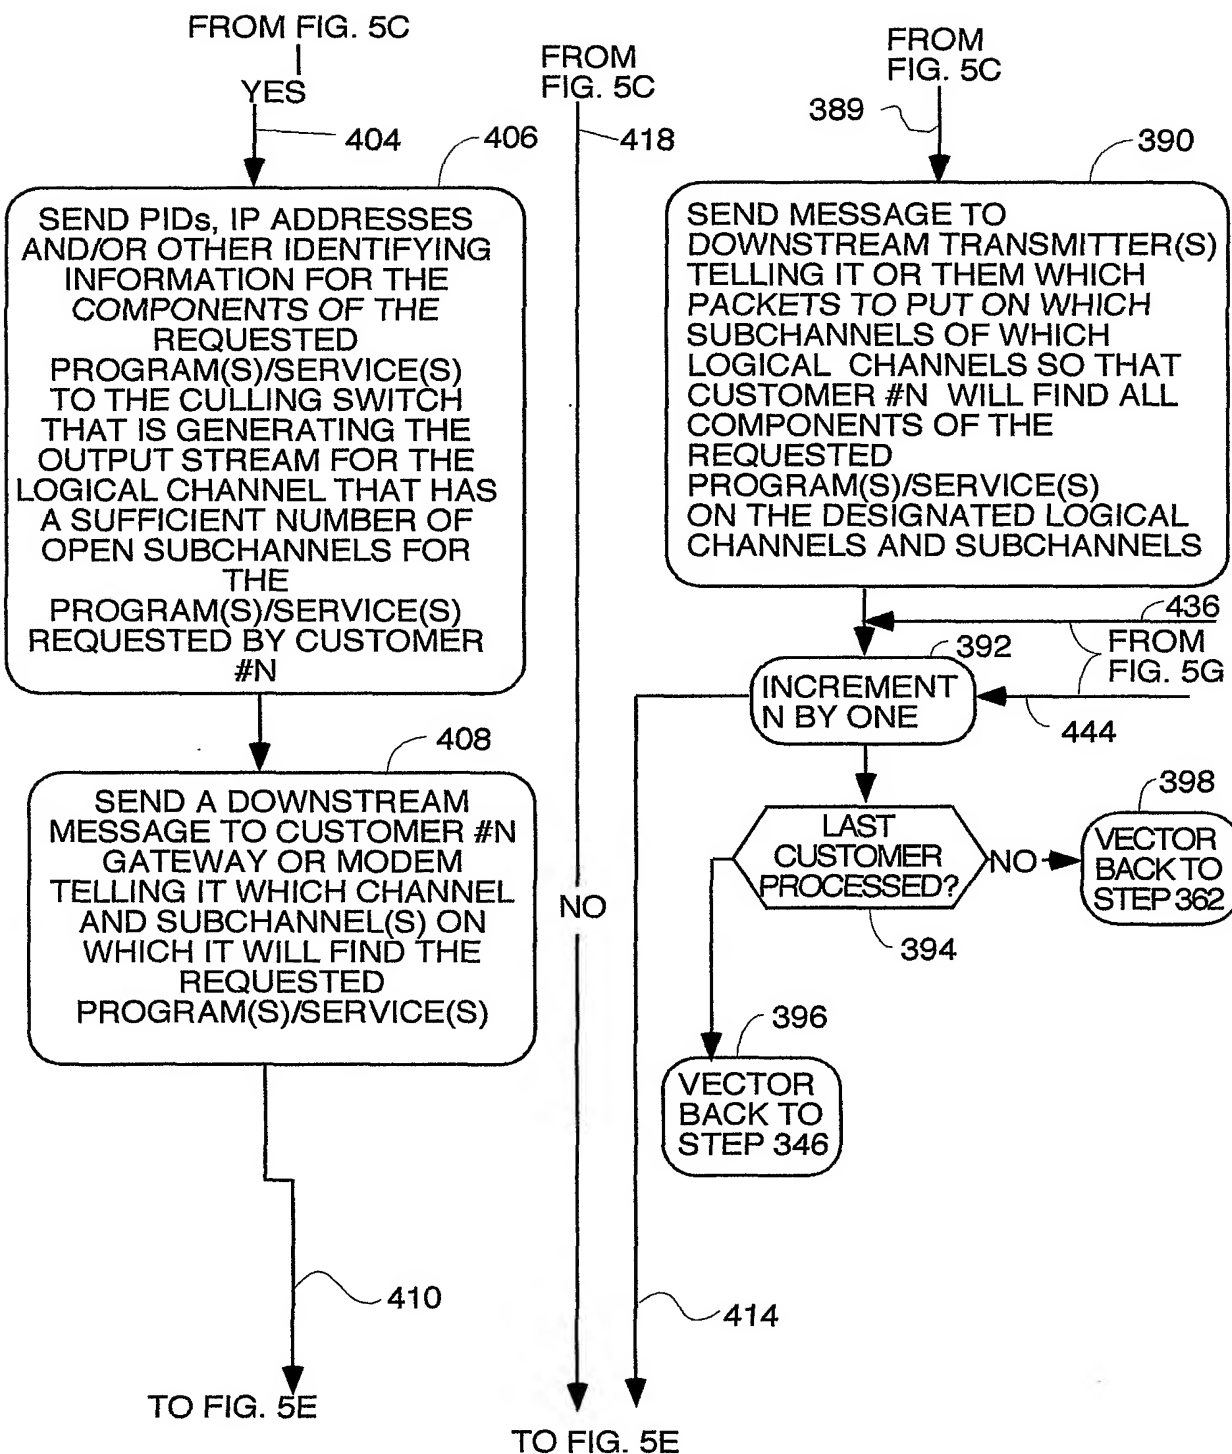 FROM FIG. 5C
YES
404
406
SEND PIDs, IP ADDRESSES
AND/OR OTHER IDENTIFYING
INFORMATION FOR THE
COMPONENTS OF THE
REQUESTED
PROGRAM(S)/SERVICE(S)
TO THE CULLING SWITCH
THAT IS GENERATING THE
OUTPUT STREAM FOR THE
LOGICAL CHANNEL THAT HAS
A SUFFICIENT NUMBER OF
OPEN SUBCHANNELS FOR
THE
PROGRAM(S)/SERVICE(S)
REQUESTED BY CUSTOMER
#N
408
SEND A DOWNSTREAM
MESSAGE TO CUSTOMER #N
GATEWAY OR MODEM
TELLING IT WHICH CHANNEL
AND SUBCHANNEL(S) ON
WHICH IT WILL FIND THE
REQUESTED
PROGRAM(S)/SERVICE(S)
410
TO FIG. 5E
FROM
FIG. 5C
418
NO
FROM
FIG. 5C
389
390
SEND MESSAGE TO
DOWNSTREAM TRANSMITTER(S)
TELLING IT OR THEM WHICH
PACKETS TO PUT ON WHICH
SUBCHANNELS OF WHICH
LOGICAL CHANNELS SO THAT
CUSTOMER #N WILL FIND ALL
COMPONENTS OF THE
REQUESTED
PROGRAM(S)/SERVICE(S)
ON THE DESIGNATED LOGICAL
CHANNELS AND SUBCHANNELS
436
FROM
FIG. 5G
392
INCREMENT
N BY ONE
444
LAST
CUSTOMER
PROCESSED?
394
NO
398
VECTOR
BACK TO
STEP 362
396
VECTOR
BACK TO
STEP 346
414
TO FIG. 5E